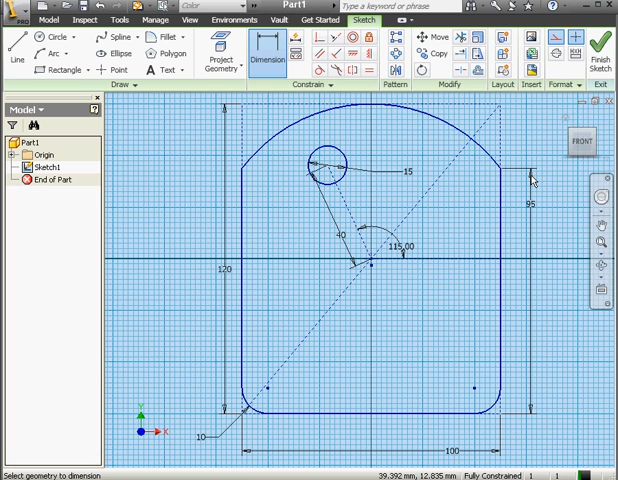 PRO
Color
Part1
Type a keyword or phrase
Model Inspect Tools Manage View Environments Vault Get Started Sketch
Line
Circle
Arc
Rectangle
Spline
Ellipse
Point
Fillet
Polygon
Text
Project
Geometry
Dimension
Move
Copy
Finish
Sketch
Draw Constrain Pattern Modify Layout Insert Format Exit
Model
Part1
Origin
Sketch1
End of Part
FRONT
15
95
40
115.00
120
10
100
Y
X
Select geometry to dimension
39.392 mm, 12.835 mm Fully Constrained 1 1